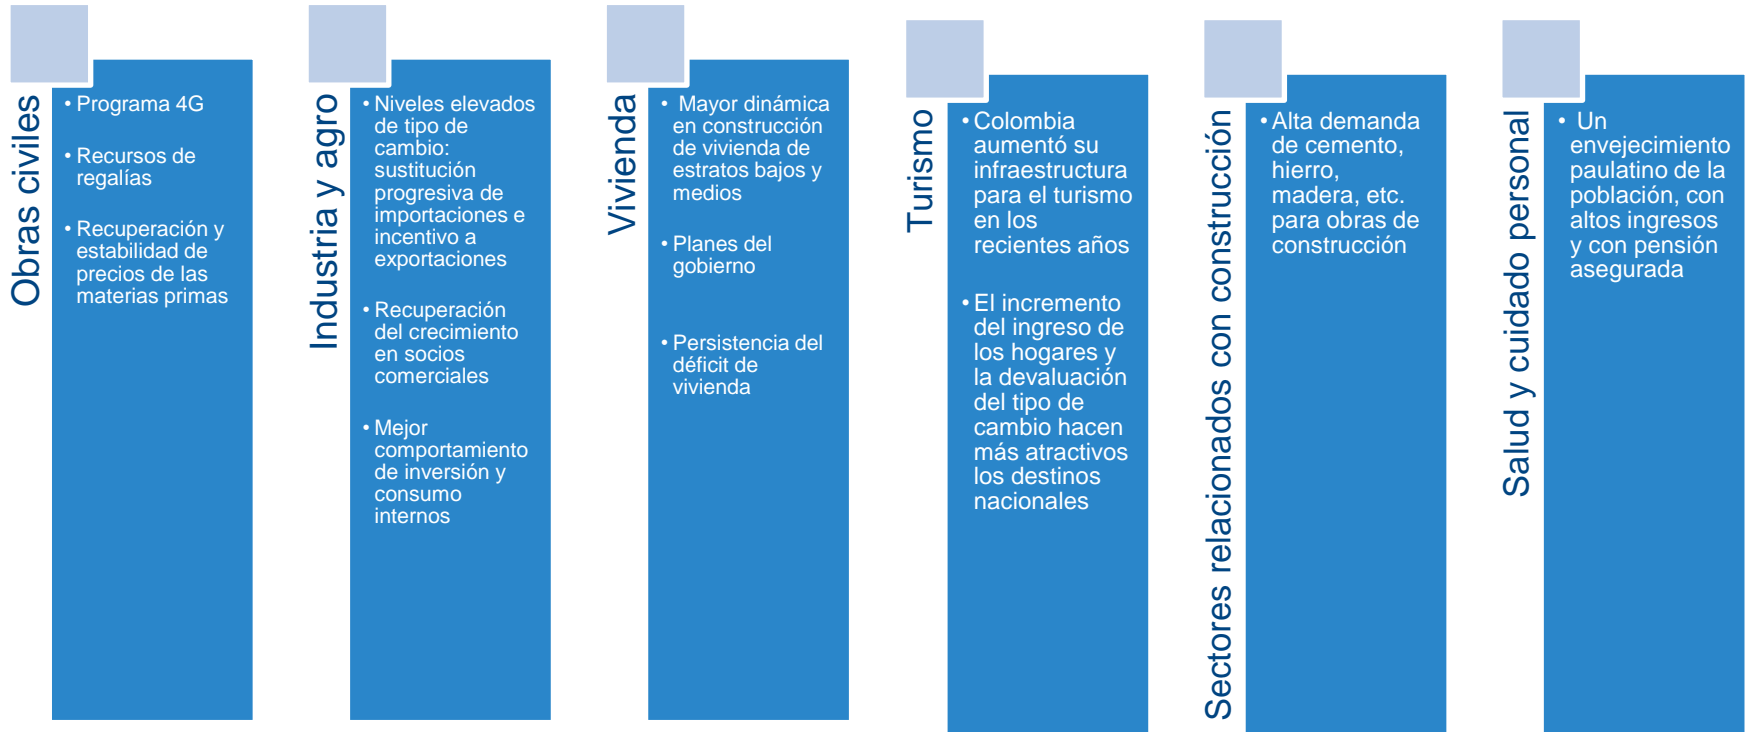 Obras civiles
• Programa 4G
• Recursos de
regalías
• Recuperación y
estabilidad de
precios de las
materias primas
Industria y agro
• Niveles elevados
de tipo de
cambio:
sustitución
progresiva de
importaciones e
incentivo a
exportaciones
• Recuperación
del crecimiento
en socios
comerciales
• Mejor
comportamiento
de inversión y
consumo
internos
Vivienda
• Mayor dinámica
en construcción
de vivienda de
estratos bajos y
medios
• Planes del
gobierno
• Persistencia del
déficit de
vivienda
Turismo
• Colombia
aumentó su
infraestructura
para el turismo
en los
recientes años
• El incremento
del ingreso de
los hogares y
la devaluación
del tipo de
cambio hacen
más atractivos
los destinos
nacionales
Sectores relacionados con construcción
• Alta demanda
de cemento,
hierro,
madera, etc.
para obras de
construcción
Salud y cuidado personal
• Un
envejecimiento
paulatino de la
población, con
altos ingresos
y con pensión
asegurada